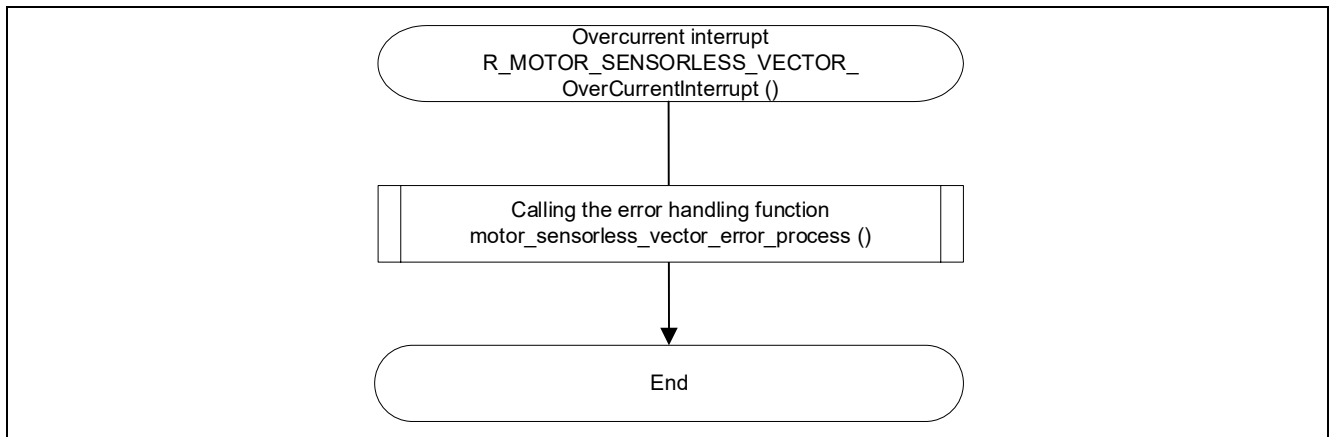 Overcurrent interrupt
R_MOTOR_SENSORLESS_VECTOR_
OverCurrentInterrupt ()
Calling the error handling function
motor_sensorless_vector_error_process ()
End